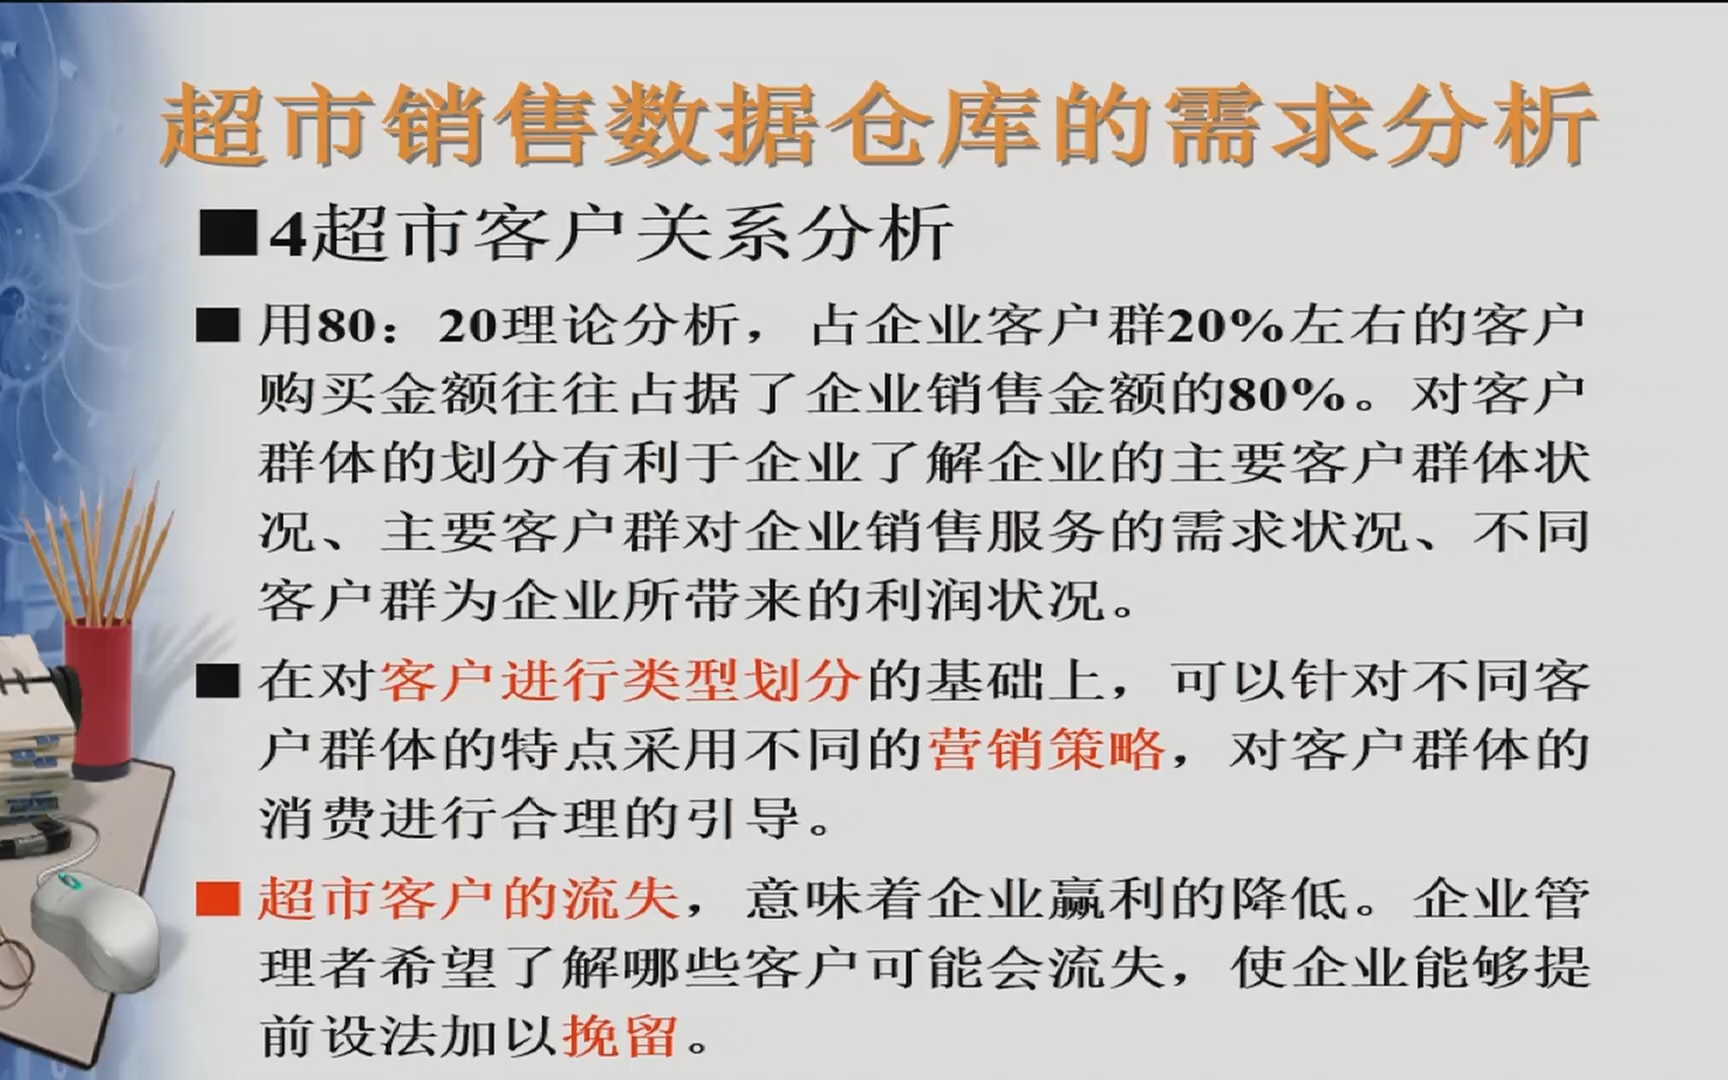 超市销售数据仓库的需求分析
■4超市客户关系分析
■ 用80：20理论分析，占企业客户群20%左右的客户
购买金额往往占据了企业销售金额的80%。对客户
群体的划分有利于企业了解企业的主要客户群体状
况、主要客户群对企业销售服务的需求状况、不同
客户群为企业所带来的利润状况。
■ 在对客户进行类型划分的基础上，可以针对不同客
户群体的特点采用不同的营销策略，对客户群体的
消费进行合理的引导。
■ 超市客户的流失，意味着企业赢利的降低。企业管
理者希望了解哪些客户可能会流失，使企业能够提
前设法加以挽留。